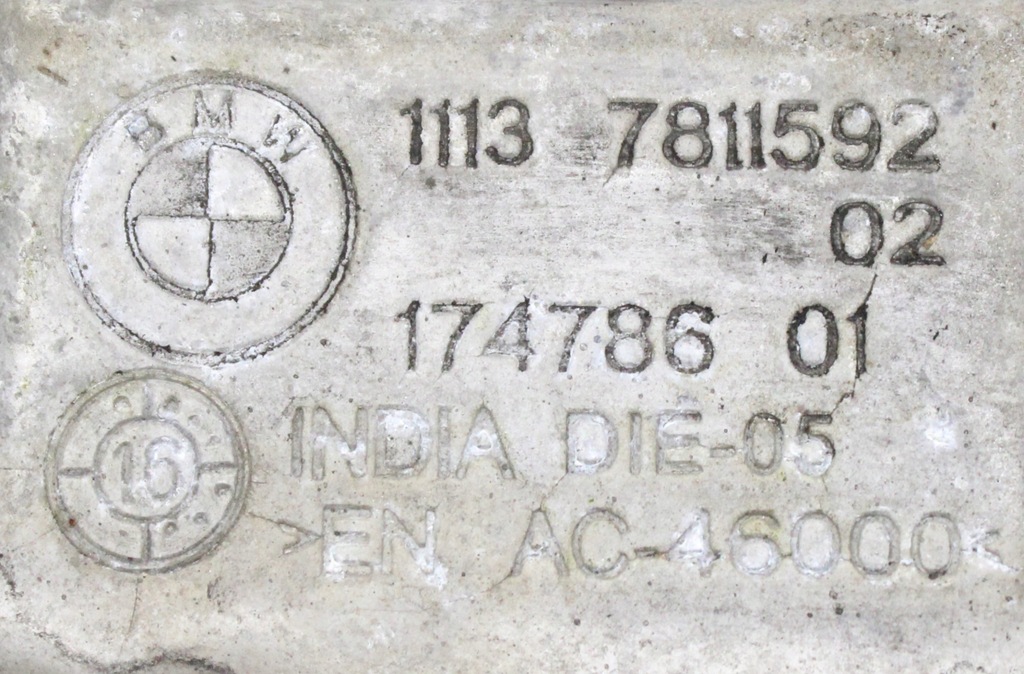 BMW
1113 7811592
02
174786 01
16
INDIA DIE-05
>EN AC-46000<